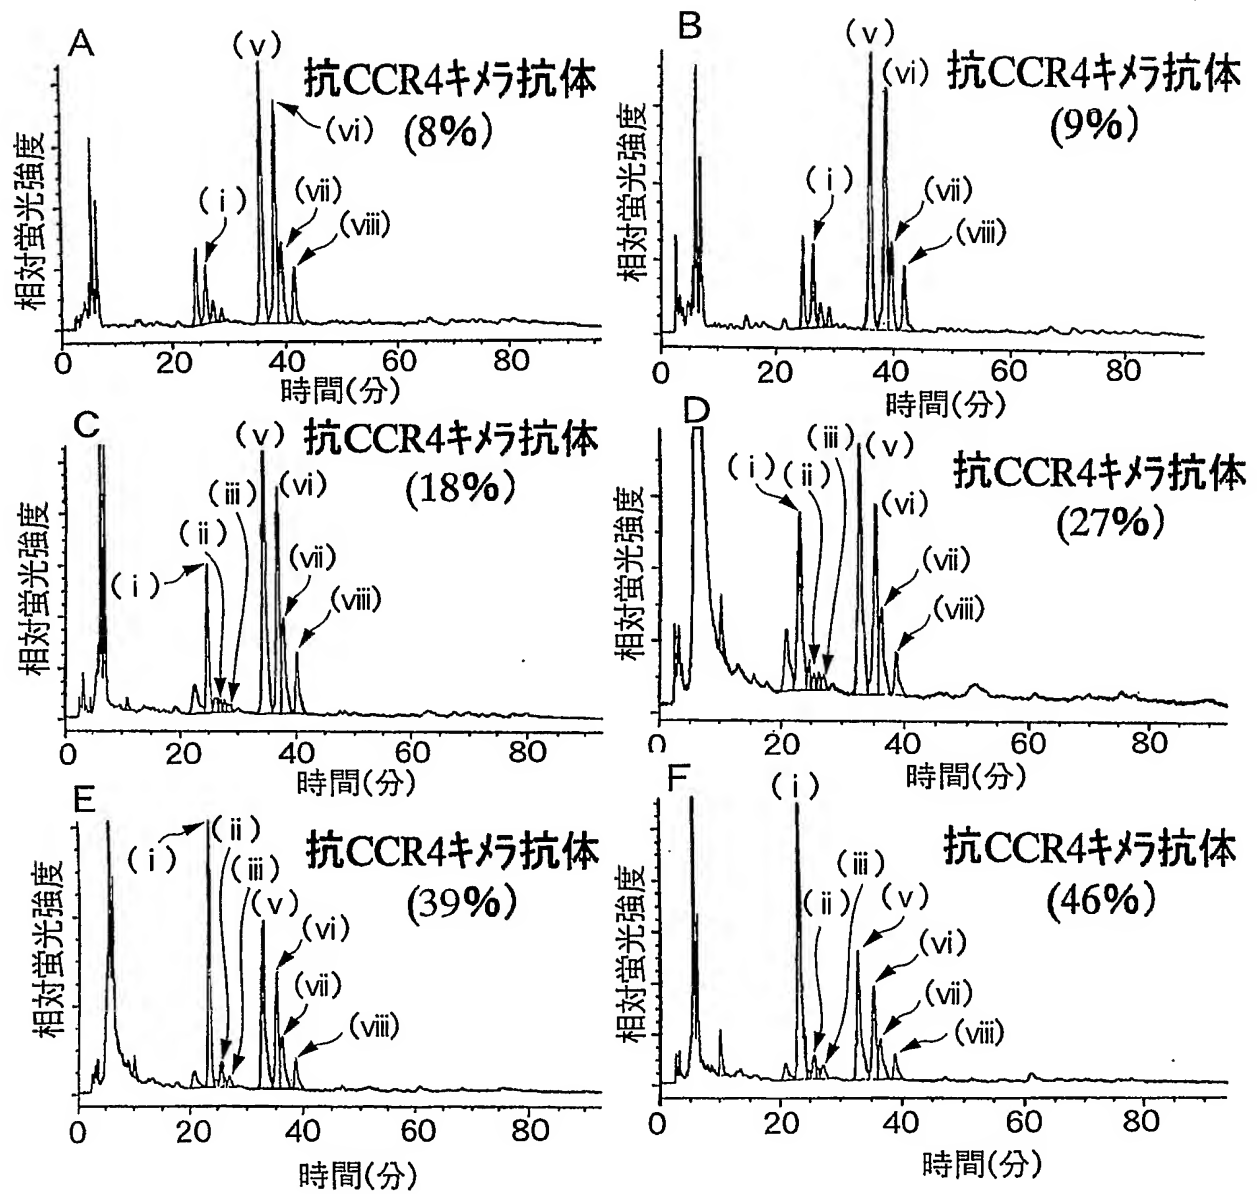 A
(ⅴ)
抗CCR4キメラ抗体
(8%)
(ⅵ)
(ⅰ)
(ⅶ)
(ⅷ)
相対蛍光強度
0 20 40 60 80
時間(分)
B
(ⅴ)
(ⅵ)
抗CCR4キメラ抗体
(9%)
(ⅰ)
(ⅶ)
(ⅷ)
相対蛍光強度
0 20 40 60 80
時間(分)
C
(ⅴ)
抗CCR4キメラ抗体
(18%)
(ⅲ)
(ⅵ)
(ⅱ)
(ⅰ)
(ⅶ)
(ⅷ)
相対蛍光強度
0 20 40 60 80
時間(分)
D
(ⅲ)
(ⅴ)
(ⅰ)
(ⅱ)
抗CCR4キメラ抗体
(27%)
(ⅵ)
(ⅶ)
(ⅷ)
相対蛍光強度
0 20 40 60 80
時間(分)
E
(ⅱ)
(ⅰ)
(ⅲ)
抗CCR4キメラ抗体
(39%)
(ⅴ)
(ⅵ)
(ⅶ)
(ⅷ)
相対蛍光強度
0 20 40 60 80
時間(分)
F
(ⅰ)
抗CCR4キメラ抗体
(46%)
(ⅲ)
(ⅱ)
(ⅴ)
(ⅵ)
(ⅶ)
(ⅷ)
相対蛍光強度
0 20 40 60 80
時間(分)